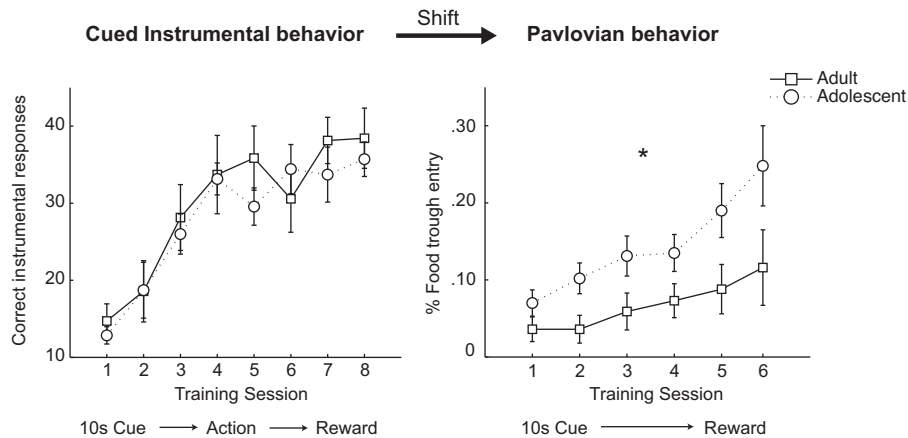 Shift
Cued Instrumental behavior
Pavlovian behavior
Adult
Adolescent
Correct instrumental responses
40
30
20
10
1 2 3 4 5 6 7 8
Training Session
10s Cue Action Reward
% Food trough entry
.30
.20
0.10
0
*
1 2 3 4 5 6
Training Session
10s Cue Reward